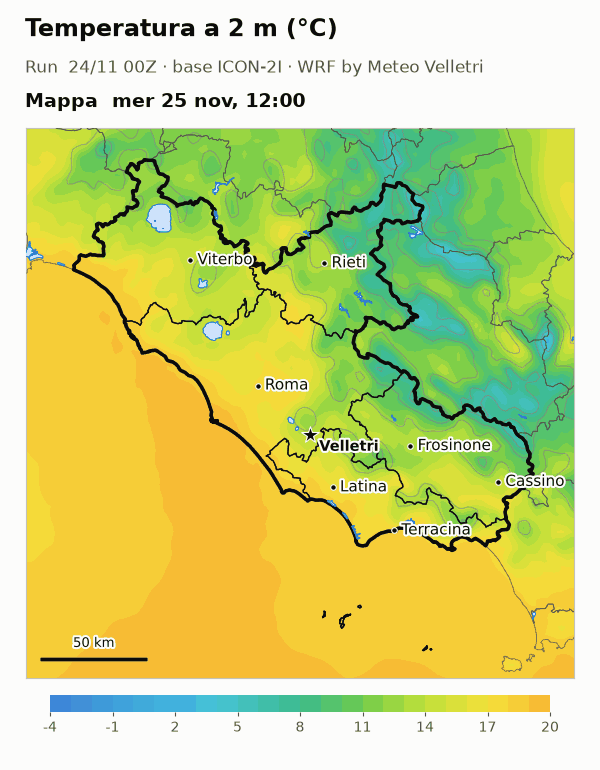 Temperatura a 2 m (°C)
Run  24/11 00Z · base ICON-2I · WRF by Meteo Velletri
Mappa  mer 25 nov, 12:00
Viterbo
Rieti
Roma
Velletri
Frosinone
Cassino
Latina
Terracina
50 km
-4 -1 2 5 8 11 14 17 20